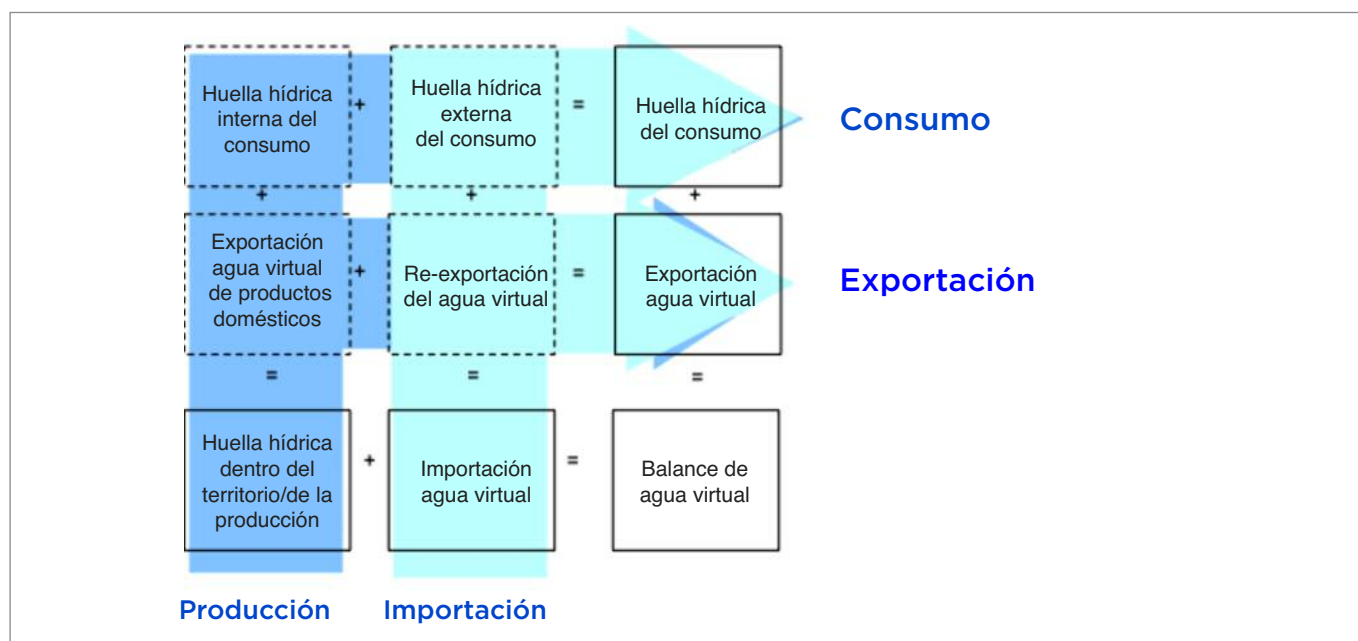 Huella hídrica
interna del
consumo
+
Huella hídrica
externa
del consumo
=
Huella hídrica
del consumo
Consumo
+
+
+
Exportación
agua virtual
de productos
domésticos
+
Re-exportación
del agua virtual
=
Exportación
agua virtual
Exportación
=
=
=
Huella hídrica
dentro del
territorio/de la
producción
+
Importación
agua virtual
=
Balance de
agua virtual
Producción
Importación